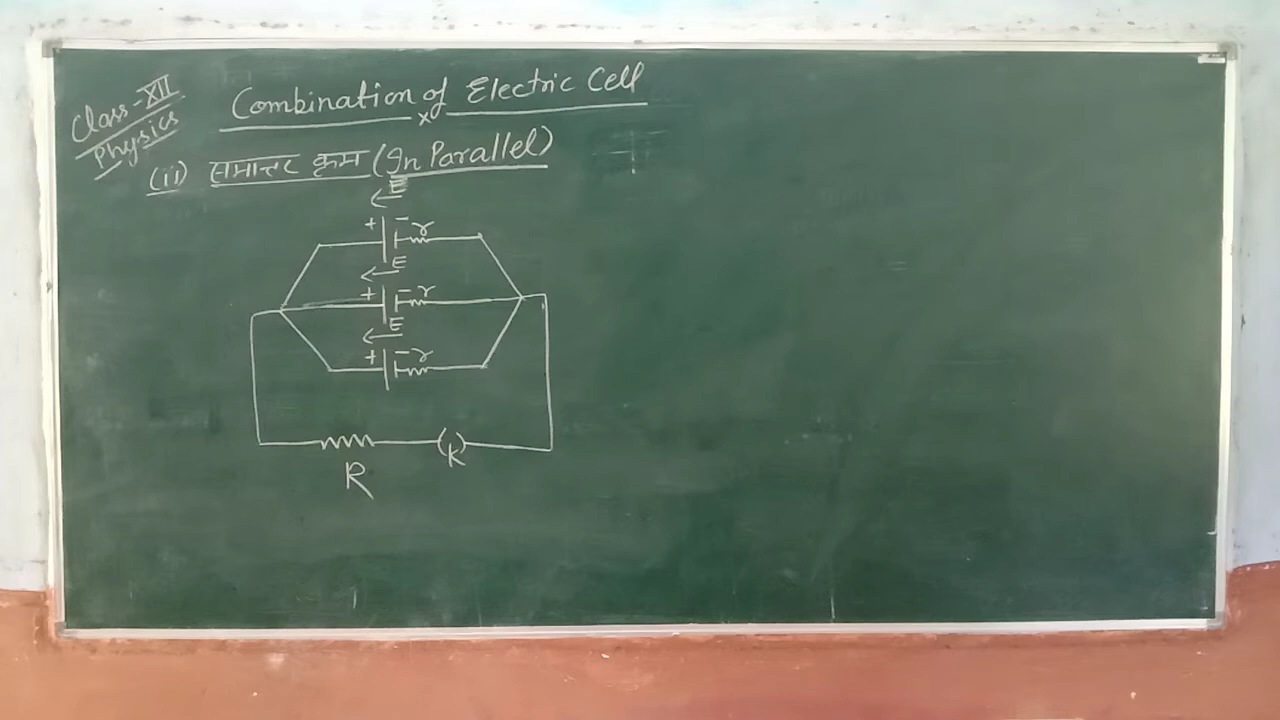 Class-XII
Physics
Combination of Electric Cell
x
(ii) समान्तर क्रम (In Parallel)
E
+ - r
E
+ - r
E
+ - r
R
K